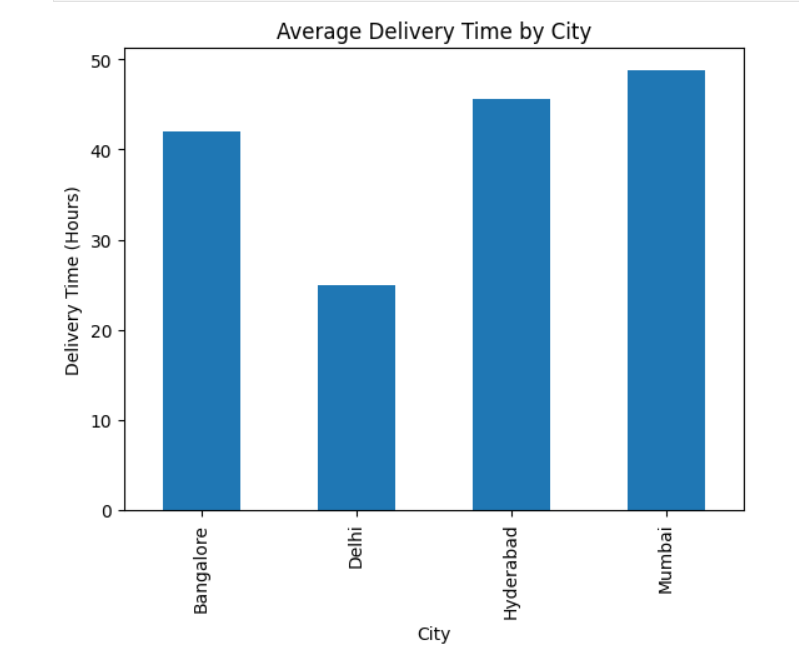 Average Delivery Time by City
Delivery Time (Hours)
50
40
30
20
10
0
Bangalore
Delhi
Hyderabad
Mumbai
City